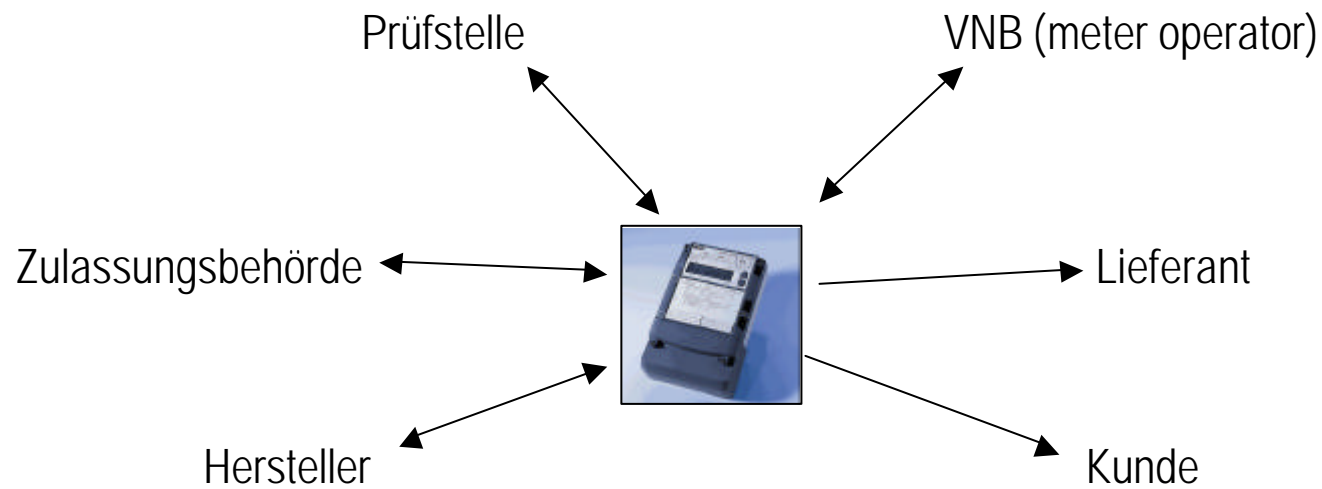 Prüfstelle
VNB (meter operator)
Zulassungsbehörde
Lieferant
Hersteller
Kunde